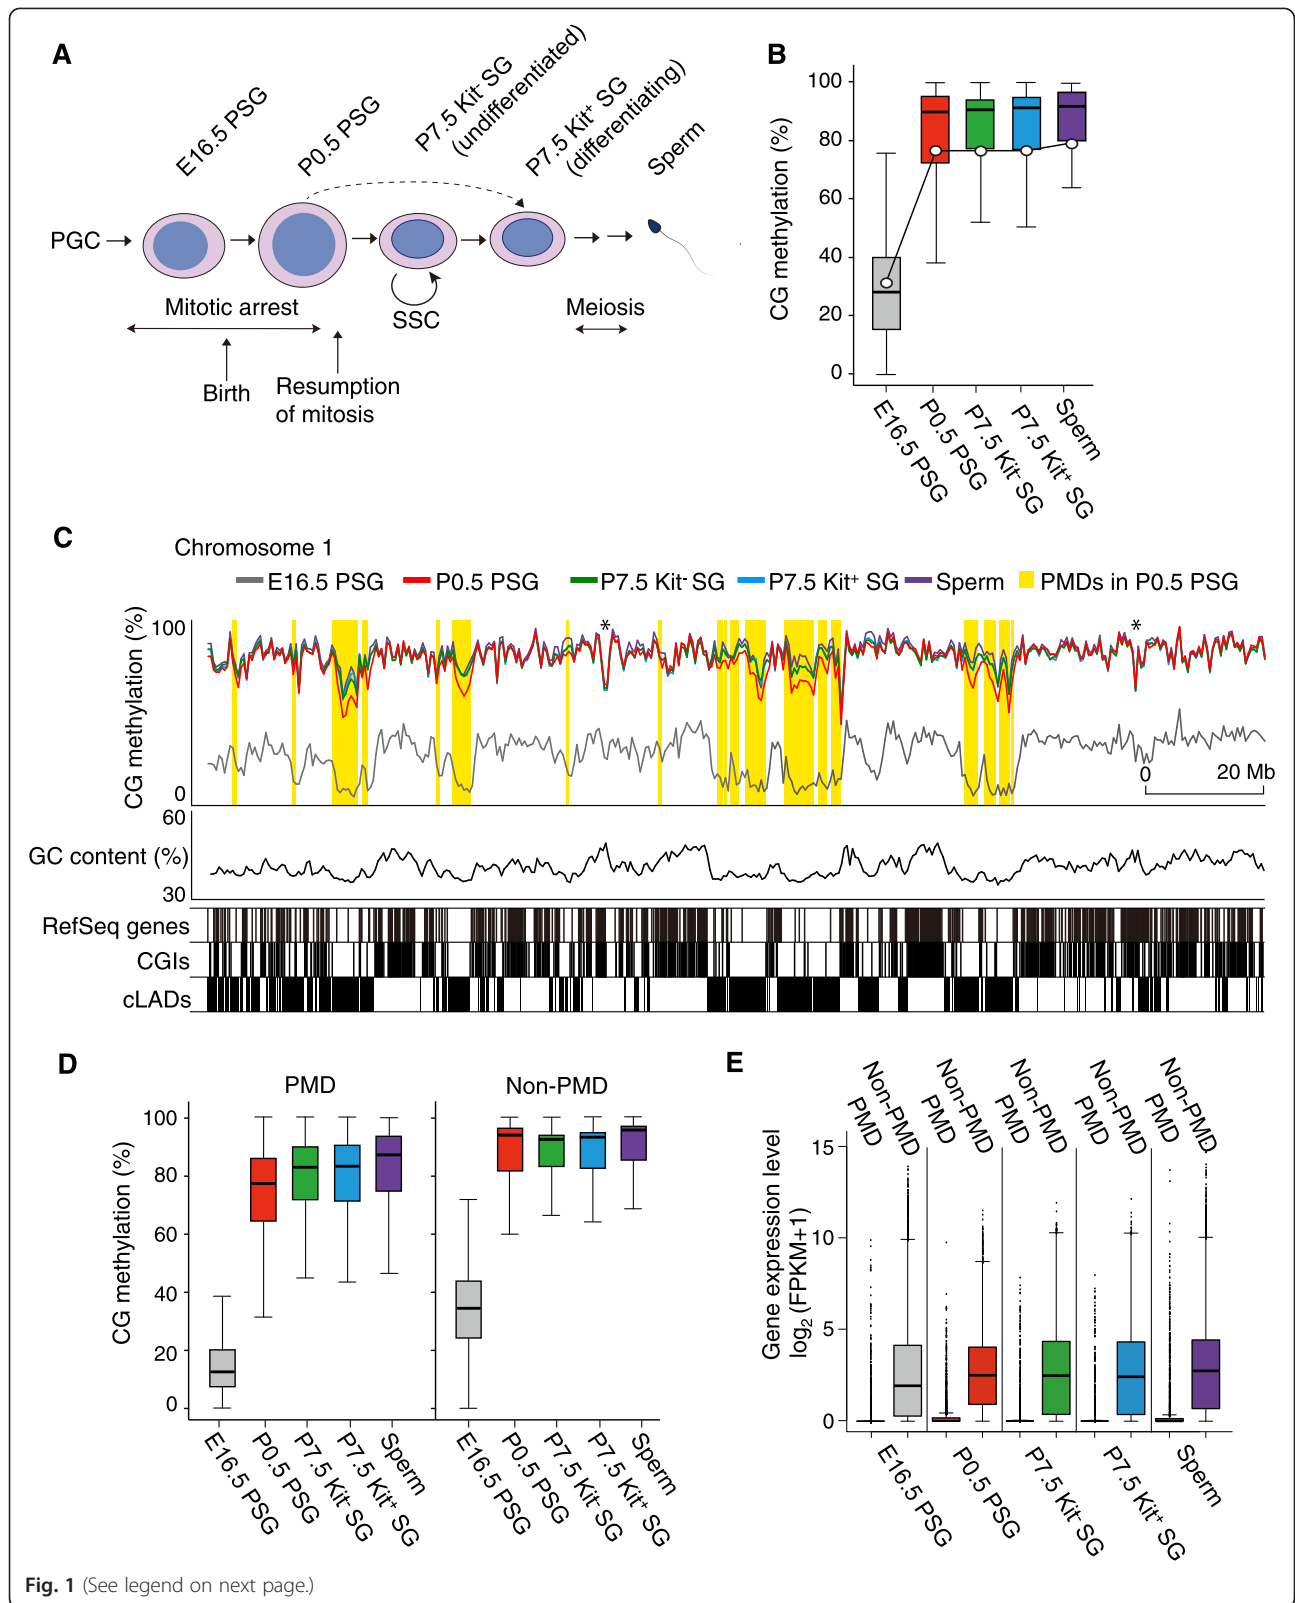 A
E16.5 PSG
P0.5 PSG
P7.5 Kit- SG
(undifferentiated)
P7.5 Kit+ SG
(differentiating)
Sperm
PGC
Mitotic arrest
SSC
Meiosis
Birth
Resumption
of mitosis
B
CG methylation (%)
100
80
60
40
20
0
E16.5 PSG
P0.5 PSG
P7.5 Kit- SG
P7.5 Kit+ SG
Sperm
C
Chromosome 1
E16.5 PSG
P0.5 PSG
P7.5 Kit- SG
P7.5 Kit+ SG
Sperm
PMDs in P0.5 PSG
CG methylation (%)
100
0
*
*
0
20 Mb
GC content (%)
60
30
RefSeq genes
CGIs
cLADs
D
PMD
Non-PMD
CG methylation (%)
100
80
60
40
20
0
E16.5 PSG
P0.5 PSG
P7.5 Kit- SG
P7.5 Kit+ SG
Sperm
E16.5 PSG
P0.5 PSG
P7.5 Kit- SG
P7.5 Kit+ SG
Sperm
E
PMD
Non-PMD
PMD
Non-PMD
PMD
Non-PMD
PMD
Non-PMD
PMD
Non-PMD
Gene expression level
log2 (FPKM+1)
15
10
5
0
E16.5 PSG
P0.5 PSG
P7.5 Kit- SG
P7.5 Kit+ SG
Sperm
Fig. 1 (See legend on next page.)